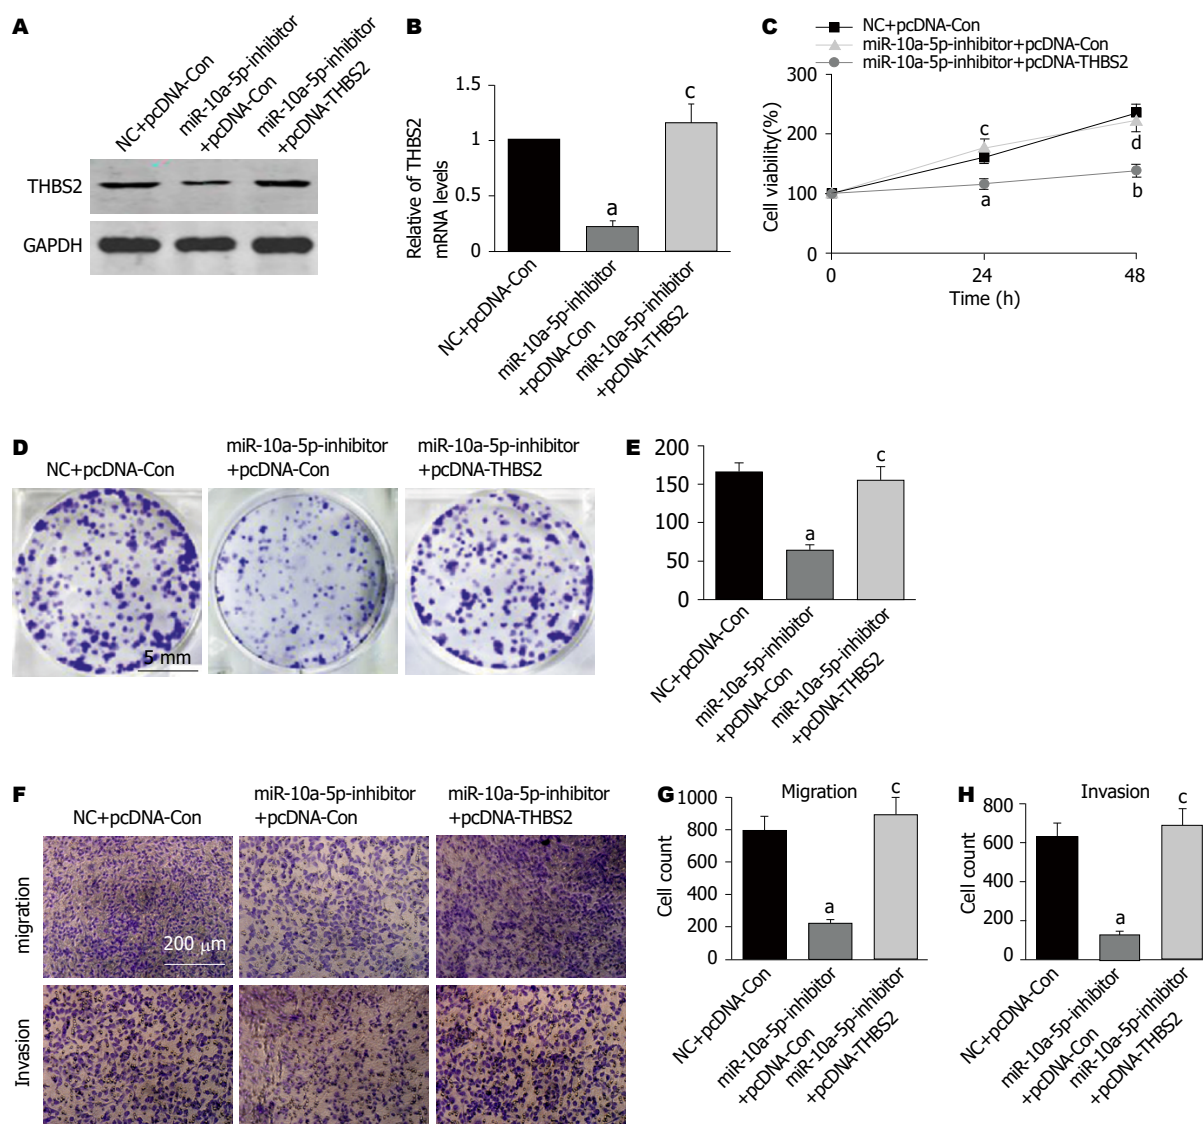 A
NC+pcDNA-Con
miR-10a-5p-inhibitor
+pcDNA-Con
miR-10a-5p-inhibitor
+pcDNA-THBS2
THBS2
GAPDH
B
Relative of THBS2
mRNA levels
1.5
1
0.5
0
a
c
NC+pcDNA-Con
miR-10a-5p-inhibitor
+pcDNA-Con
miR-10a-5p-inhibitor
+pcDNA-THBS2
C
NC+pcDNA-Con
miR-10a-5p-inhibitor+pcDNA-Con
miR-10a-5p-inhibitor+pcDNA-THBS2
Cell viability(%)
300
200
100
0
c
a
d
b
0
24
48
Time (h)
D
NC+pcDNA-Con
miR-10a-5p-inhibitor
+pcDNA-Con
miR-10a-5p-inhibitor
+pcDNA-THBS2
5 mm
E
200
150
100
50
0
a
c
NC+pcDNA-Con
miR-10a-5p-inhibitor
+pcDNA-Con
miR-10a-5p-inhibitor
+pcDNA-THBS2
F
NC+pcDNA-Con
miR-10a-5p-inhibitor
+pcDNA-Con
miR-10a-5p-inhibitor
+pcDNA-THBS2
migration
200 μm
Invasion
G
Migration
Cell count
1000
800
600
400
200
0
a
c
NC+pcDNA-Con
miR-10a-5p-inhibitor
+pcDNA-Con
miR-10a-5p-inhibitor
+pcDNA-THBS2
H
Invasion
Cell count
800
600
400
200
0
a
c
NC+pcDNA-Con
miR-10a-5p-inhibitor
+pcDNA-Con
miR-10a-5p-inhibitor
+pcDNA-THBS2